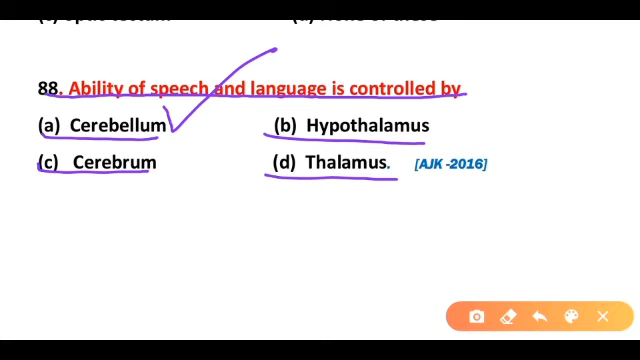 88. Ability of speech and language is controlled by
(a) Cerebellum (b) Hypothalamus
(c) Cerebrum (d) Thalamus. [AJK -2016]